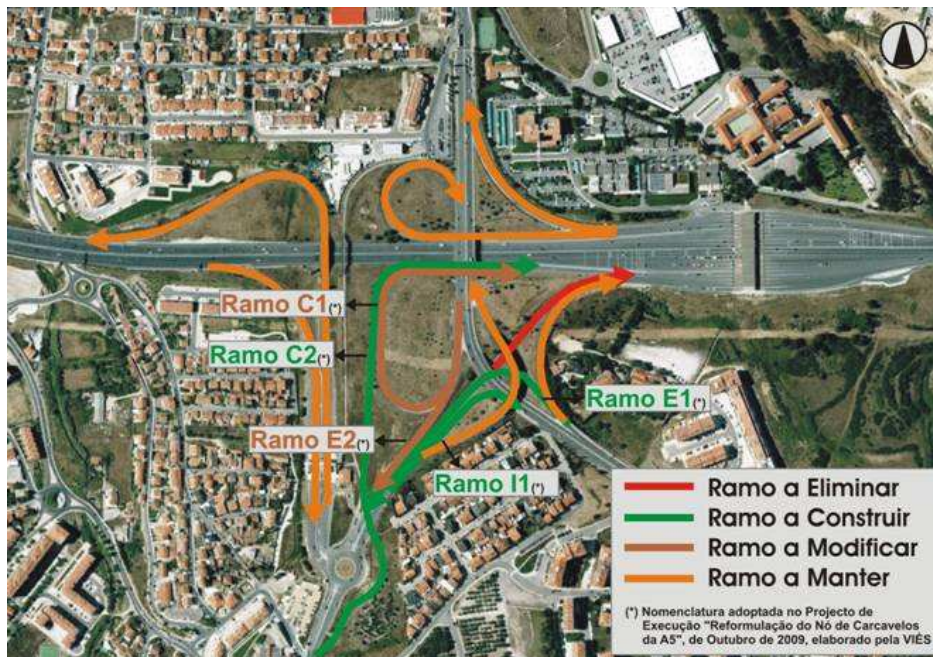 Ramo C1(*)
Ramo C2(*)
Ramo E1(*)
Ramo E2(*)
Ramo I1(*)
Ramo a Eliminar
Ramo a Construir
Ramo a Modificar
Ramo a Manter
(*) Nomenclatura adoptada no Projecto de
Execução "Reformulação do Nó de Carcavelos
da A5", de Outubro de 2009, elaborado pela VIÉS